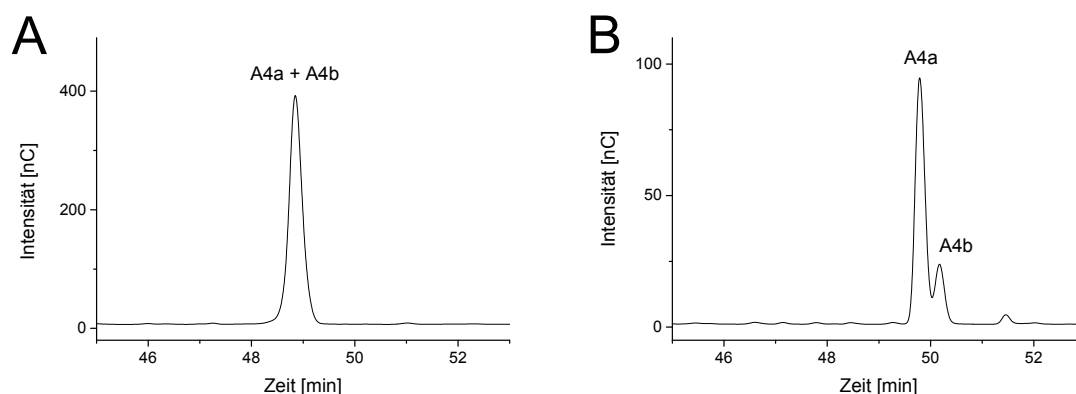 A
A4a + A4b
400
200
0
Intensität [nC]
46
48
50
52
Zeit [min]
B
A4a
A4b
100
50
0
Intensität [nC]
46
48
50
52
Zeit [min]